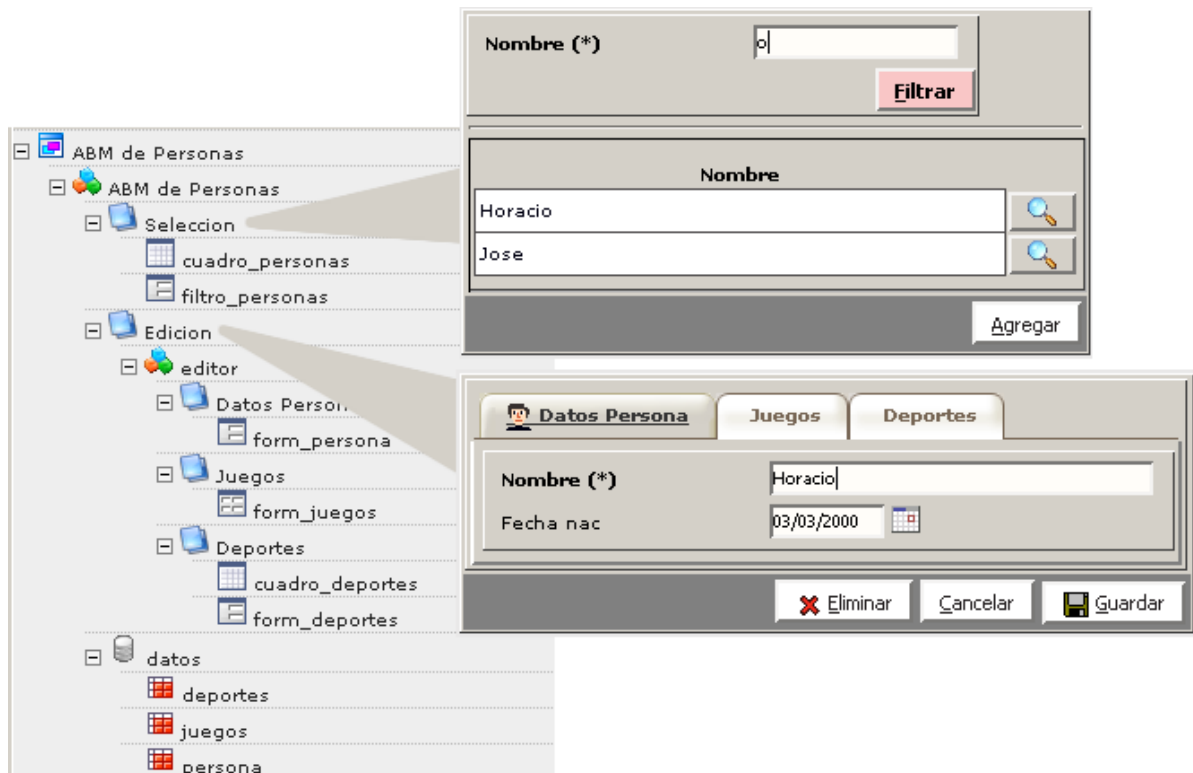 ABM de Personas
ABM de Personas
Seleccion
cuadro_personas
filtro_personas
Edicion
editor
Datos Person
form_persona
Juegos
form_juegos
Deportes
cuadro_deportes
form_deportes
datos
deportes
juegos
persona
Nombre (*) o
Filtrar
Nombre
Horacio
Jose
Agregar
Datos Persona Juegos Deportes
Nombre (*) Horacio
Fecha nac 03/03/2000
Eliminar Cancelar Guardar